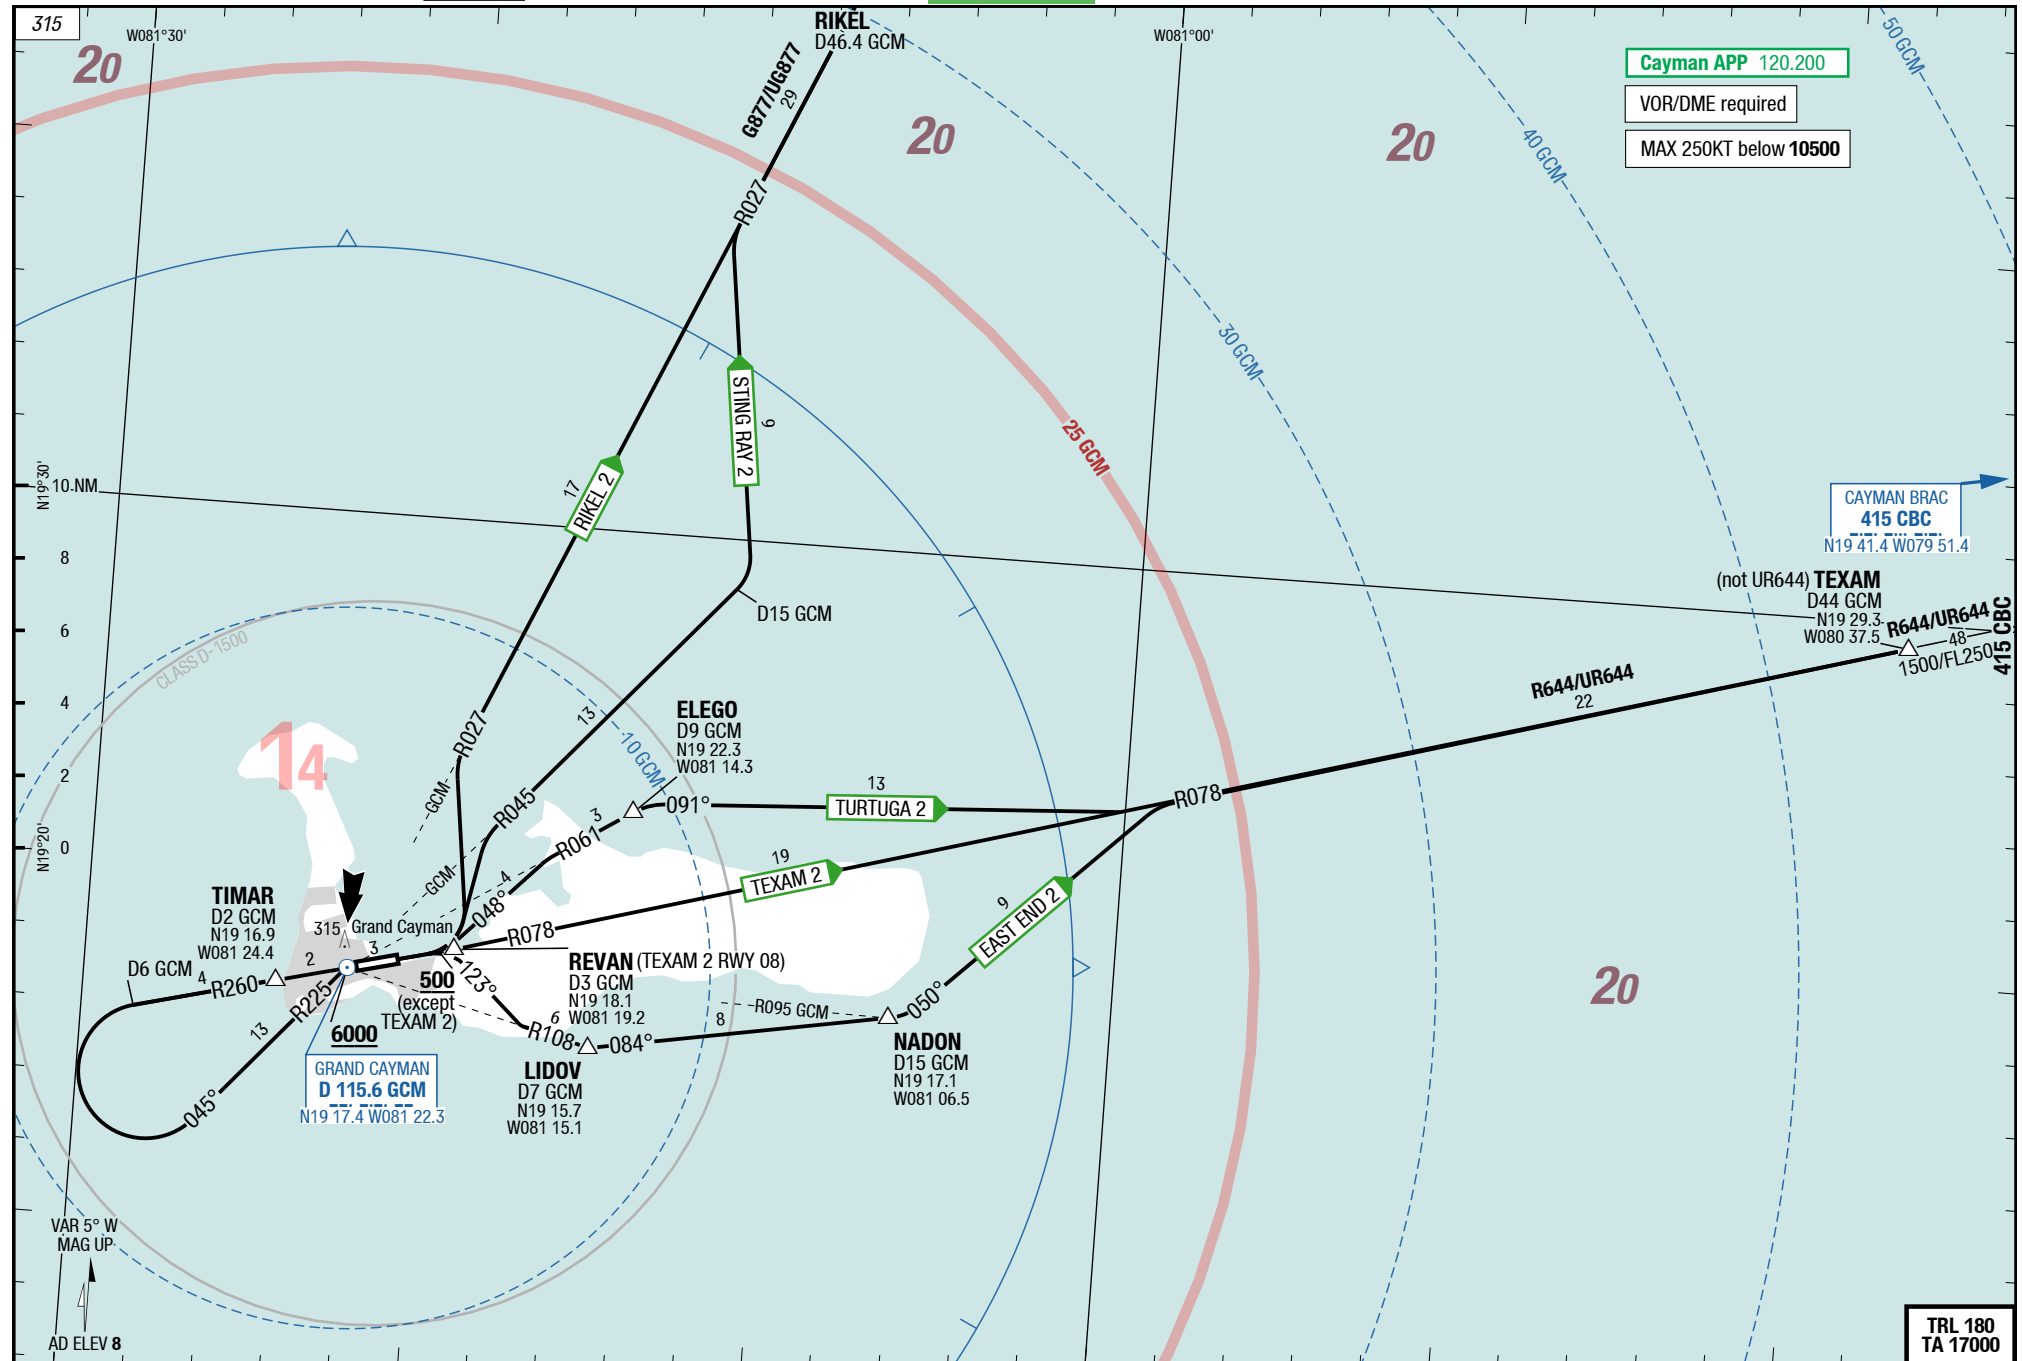 315
W081°30'
RIKEL
D46.4 GCM
W081°00'
50 GCM
20
20
20
G877/UG877
29
Cayman APP 120.200
VOR/DME required
MAX 250KT below 10500
40 GCM
R027
30 GCM
STING RAY 2
9
25 GCM
17
RIKEL 2
N19°30'
10 NM
8
6
4
2
0
N19°20'
CAYMAN BRAC
415 CBC
N19 41.4 W079 51.4
(not UR644) TEXAM
D44 GCM
N19 29.3
W080 37.5
R644/UR644
48
1500/FL250
415 CBC
D15 GCM
CLASS D-1500
R644/UR644
22
14
R027
GCM
13
ELEGO
D9 GCM
N19 22.3
W081 14.3
10 GCM
R045
GCM
3
R061
091°
13
TURTUGA 2
R078
4
048°
19
TEXAM 2
R078
TIMAR
D2 GCM
N19 16.9
W081 24.4
315
Grand Cayman
3
2
D6 GCM
4
R260
R225
13
045°
500
(except
TEXAM 2)
6000
123°
REVAN (TEXAM 2 RWY 08)
D3 GCM
N19 18.1
W081 19.2
6
R108
084°
8
R095 GCM
050°
9
EAST END 2
20
GRAND CAYMAN
D 115.6 GCM
N19 17.4 W081 22.3
LIDOV
D7 GCM
N19 15.7
W081 15.1
NADON
D15 GCM
N19 17.1
W081 06.5
VAR 5° W
MAG UP
AD ELEV 8
TRL 180
TA 17000